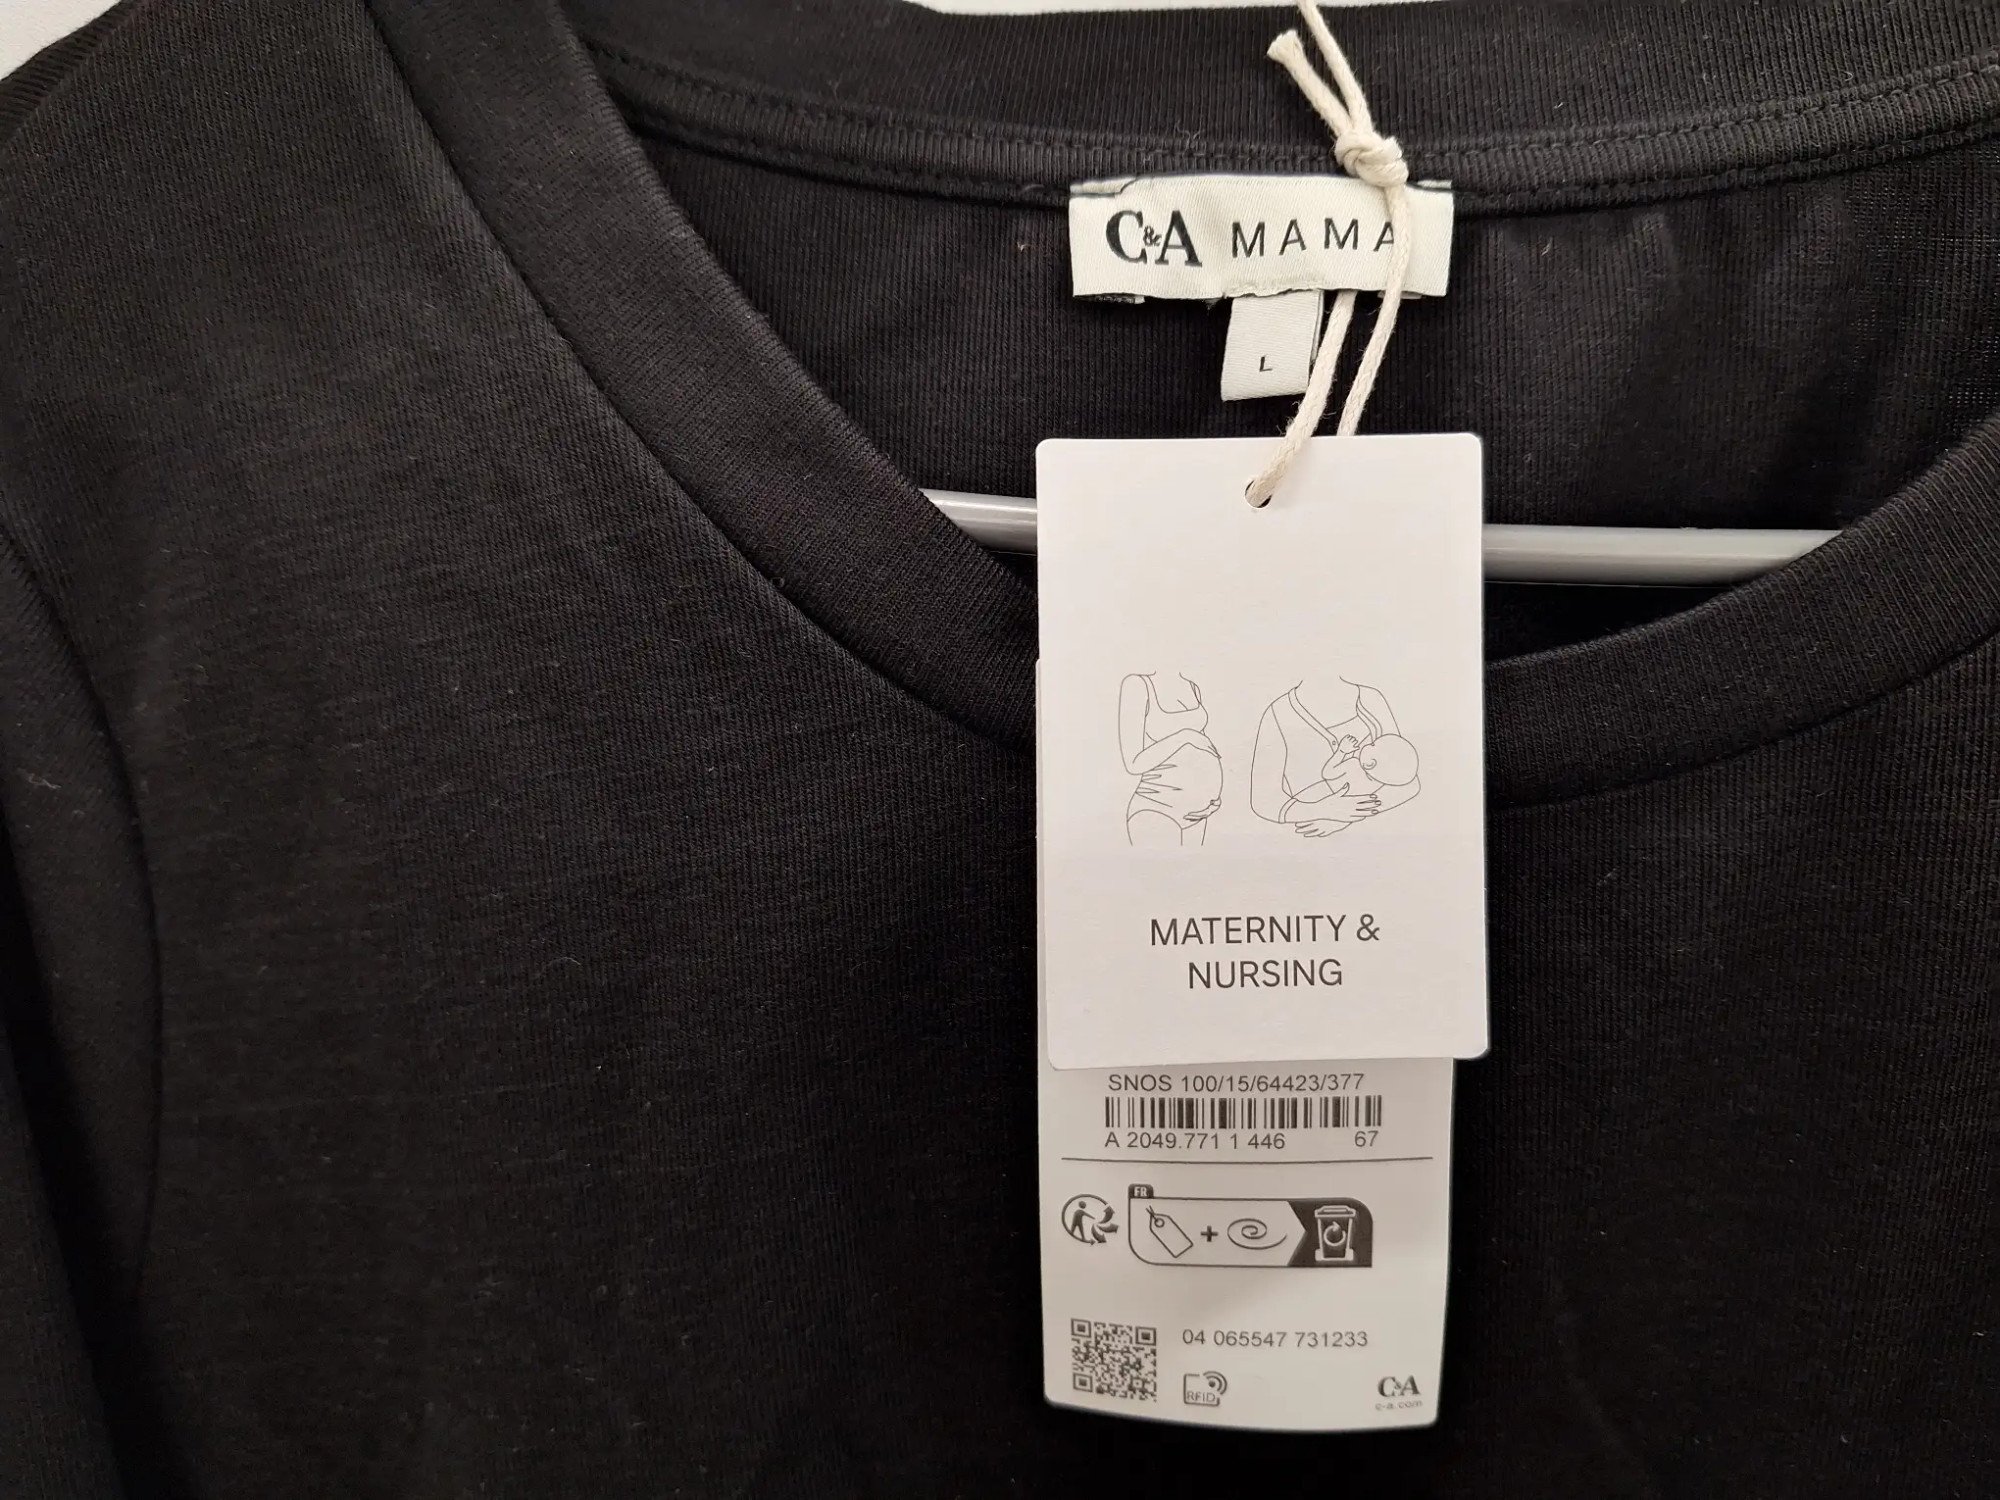 C&A MAMA
L
MATERNITY &
NURSING
SNOS 100/15/64423/377
A 2049.771 1 446 67
FR
+
04 065547 731233
RFID
C&A
c-a.com